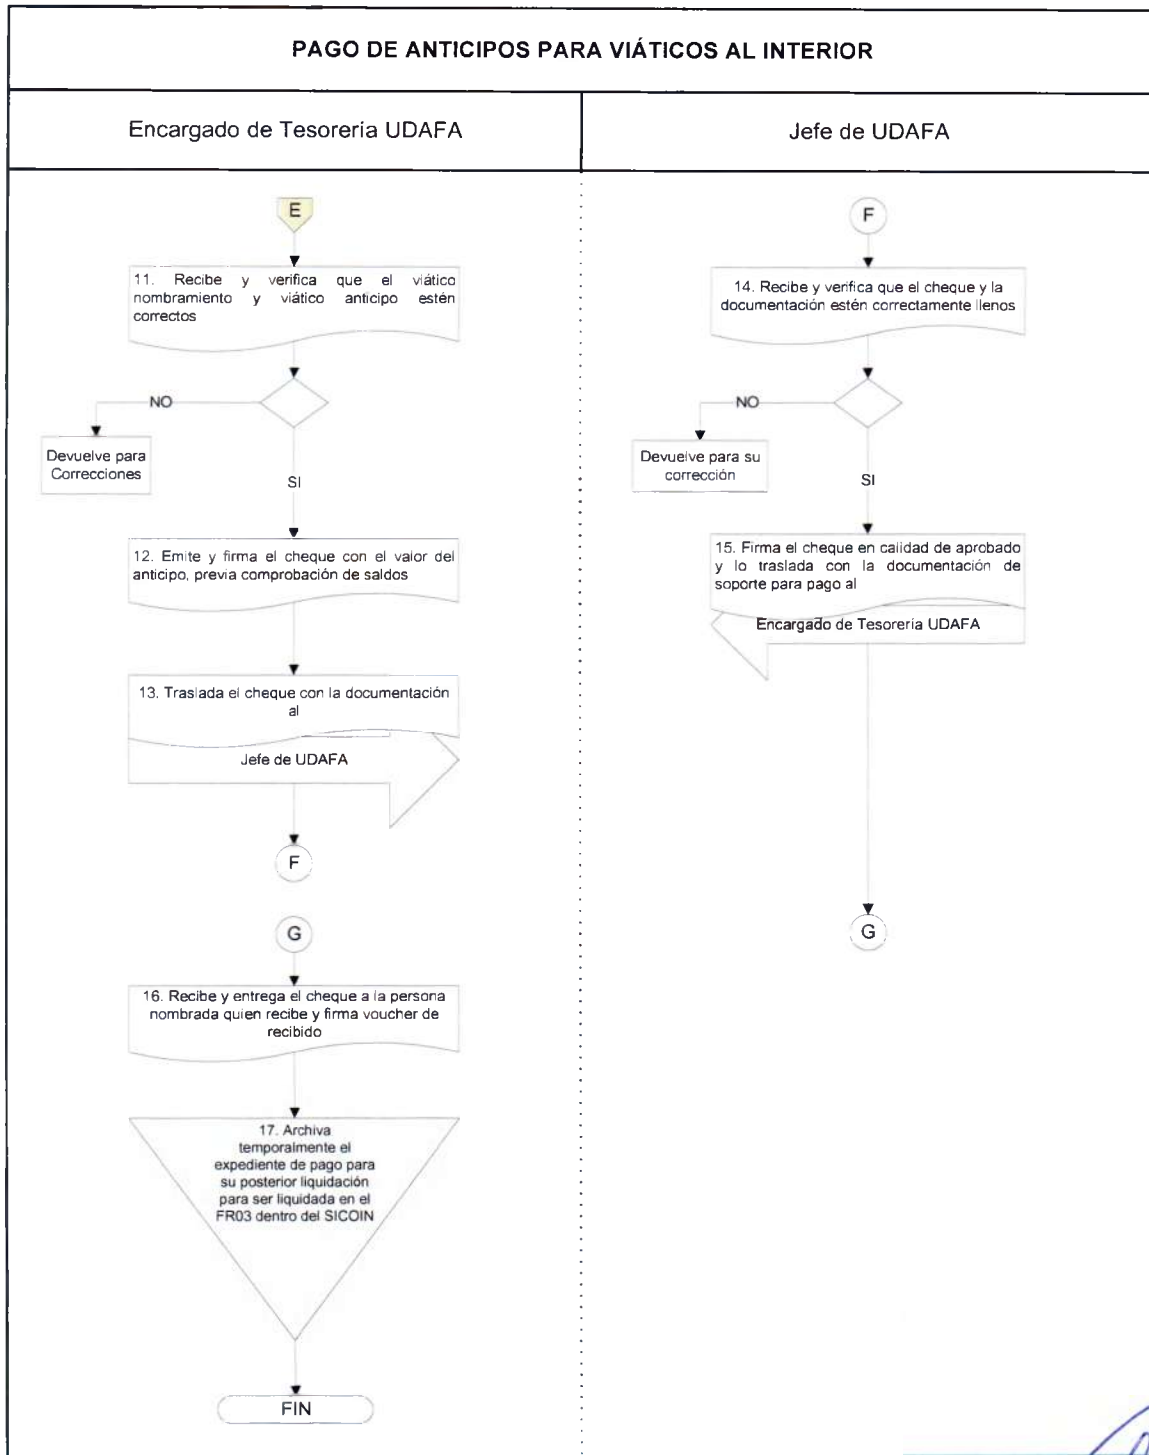 PAGO DE ANTICIPOS PARA VIÁTICOS AL INTERIOR
Encargado de Tesorería UDAFA
Jefe de UDAFA
E
11. Recibe y verifica que el viático
nombramiento y viático anticipo estén
correctos
NO
Devuelve para
Correcciones
SI
12. Emite y firma el cheque con el valor del
anticipo, previa comprobación de saldos
13. Traslada el cheque con la documentación
al
Jefe de UDAFA
F
G
16. Recibe y entrega el cheque a la persona
nombrada quien recibe y firma voucher de
recibido
17. Archiva
temporalmente el
expediente de pago para
su posterior liquidación
para ser liquidada en el
FR03 dentro del SICOIN
FIN
F
14. Recibe y verifica que el cheque y la
documentación estén correctamente llenos
NO
Devuelve para su
corrección
SI
15. Firma el cheque en calidad de aprobado
y lo traslada con la documentación de
soporte para pago al
Encargado de Tesorería UDAFA
G